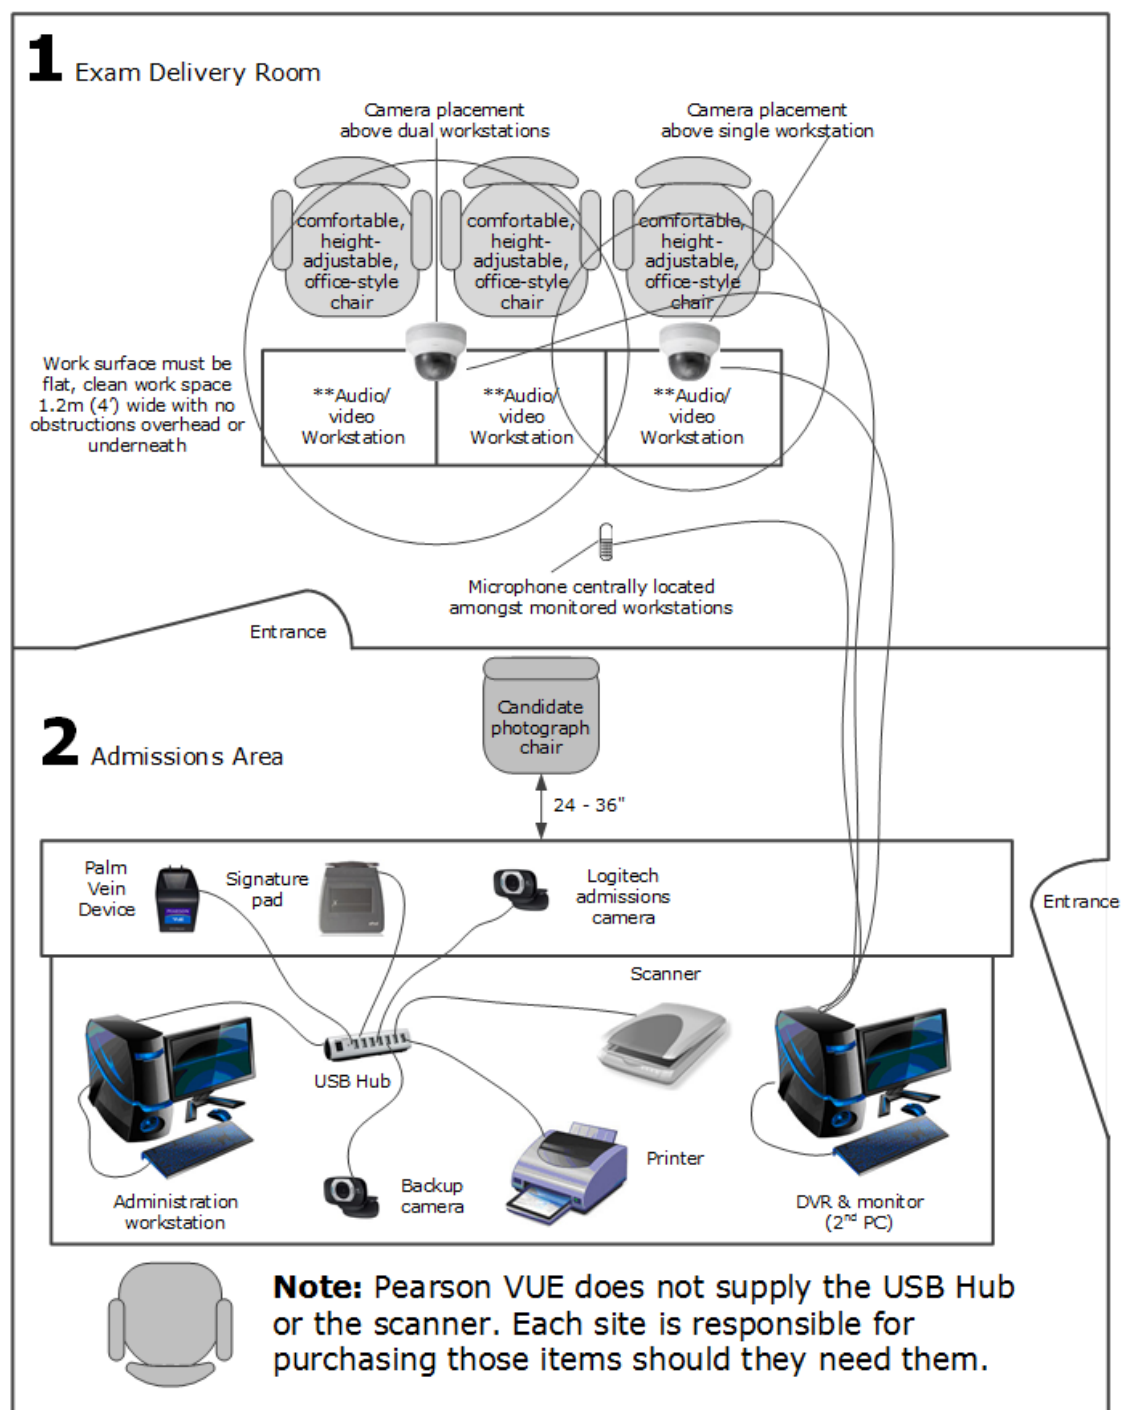 1 Exam Delivery Room
Camera placement
above dual workstations
Camera placement
above single workstation
comfortable,
height-
adjustable,
office-style
chair
comfortable,
height-
adjustable,
office-style
chair
comfortable,
height-
adjustable,
office-style
chair
Work surface must be
flat, clean work space
1.2m (4') wide with no
obstructions overhead or
underneath
**Audio/
video
Workstation
**Audio/
video
Workstation
**Audio/
video
Workstation
Microphone centrally located
amongst monitored workstations
Entrance
Candidate
photograph
chair
2 Admissions Area
24 - 36"
Palm
Vein
Device
Signature
pad
Logitech
admissions
camera
Entrance
Scanner
USB Hub
Printer
Backup
camera
Administration
workstation
DVR & monitor
(2nd PC)
Note: Pearson VUE does not supply the USB Hub
or the scanner. Each site is responsible for
purchasing those items should they need them.